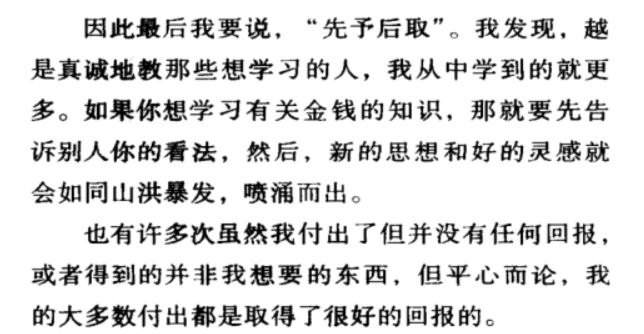 因此最后我要说，“先予后取”。我发现，越
是真诚地教那些想学习的人，我从中学到的就更
多。如果你想学习有关金钱的知识，那就要先告
诉别人你的看法，然后，新的思想和好的灵感就
会如同山洪暴发，喷涌而出。
也有许多次虽然我付出了但并没有任何回报，
或者得到的并非我想要的东西，但平心而论，我
的大多数付出都是取得了很好的回报的。